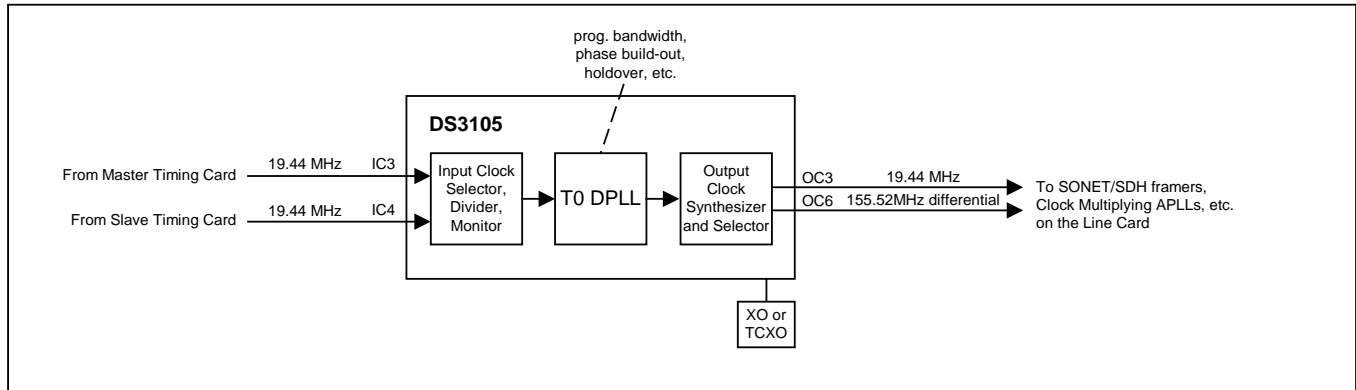 prog. bandwidth,
phase build-out,
holdover, etc.
DS3105
From Master Timing Card
19.44 MHz
IC3
From Slave Timing Card
19.44 MHz
IC4
Input Clock
Selector,
Divider,
Monitor
T0 DPLL
Output
Clock
Synthesizer
and Selector
OC3
19.44 MHz
OC6
155.52MHz differential
To SONET/SDH framers,
Clock Multiplying APLLs, etc.
on the Line Card
XO or
TCXO